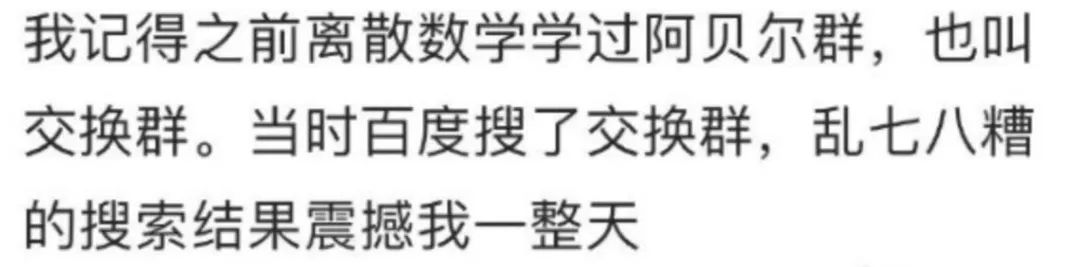 我记得之前离散数学学过阿贝尔群，也叫
交换群。当时百度搜了交换群，乱七八糟
的搜索结果震撼我一整天